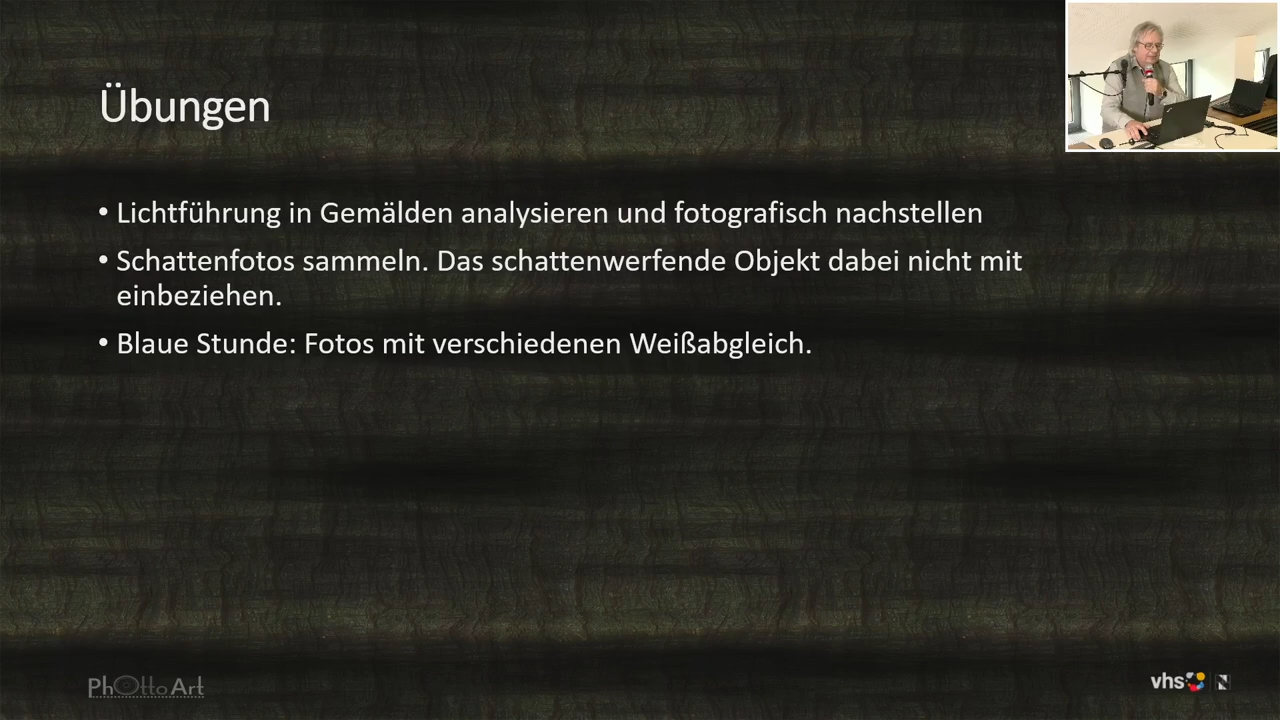 Übungen
• Lichtführung in Gemälden analysieren und fotografisch nachstellen
• Schattenfotos sammeln. Das schattenwerfende Objekt dabei nicht mit
einbeziehen.
• Blaue Stunde: Fotos mit verschiedenen Weißabgleich.
PhOttoArt
vhs